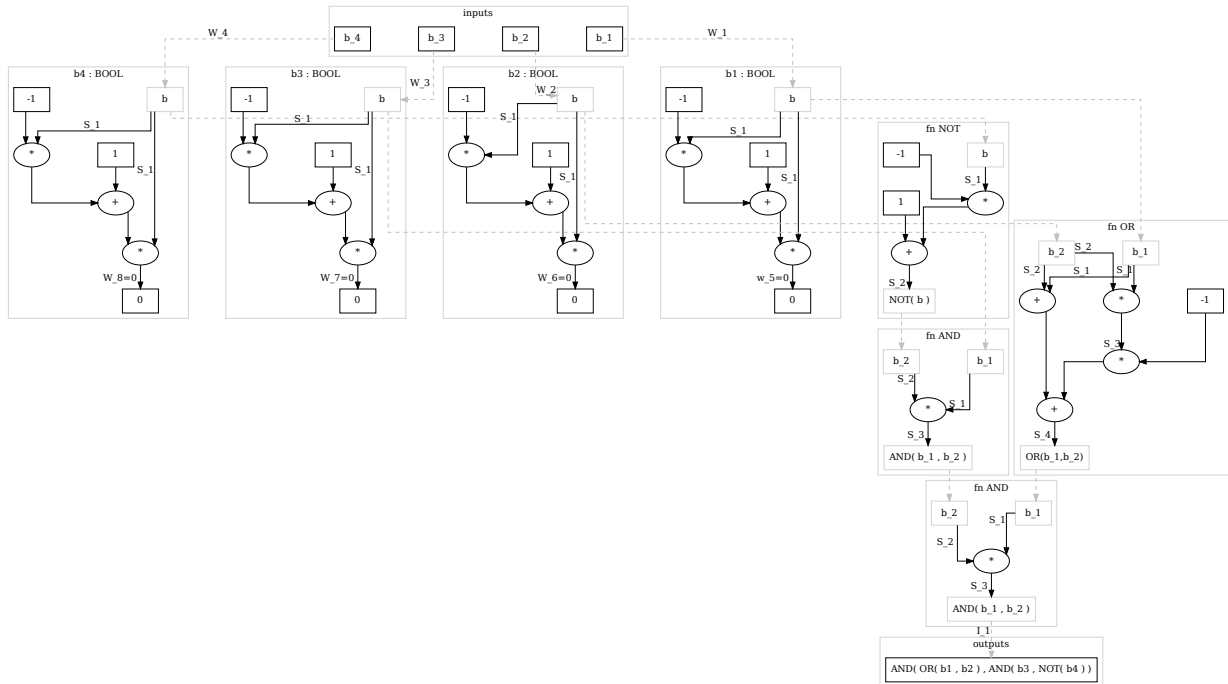 inputs
b_4
b_3
b_2
b_1
W_4
W_1
W_3
W_2
b4 : BOOL
-1
b
S_1
*
1
S_1
+
*
W_8=0
0
b3 : BOOL
-1
b
S_1
*
1
S_1
+
*
W_7=0
0
b2 : BOOL
-1
b
S_1
*
1
S_1
+
*
W_6=0
0
b1 : BOOL
-1
b
S_1
*
1
S_1
+
*
w_5=0
0
fn NOT
-1
b
S_1
1
*
+
S_2
NOT( b )
fn OR
b_2
S_2
b_1
S_2
S_1
S_1
+
*
-1
S_3
*
+
S_4
OR(b_1,b_2)
fn AND
b_2
b_1
S_2
S_1
*
S_3
AND( b_1 , b_2 )
fn AND
b_2
b_1
S_1
S_2
*
S_3
AND( b_1 , b_2 )
I_1
outputs
AND( OR( b1 , b2 ) , AND( b3 , NOT( b4 ) ) )